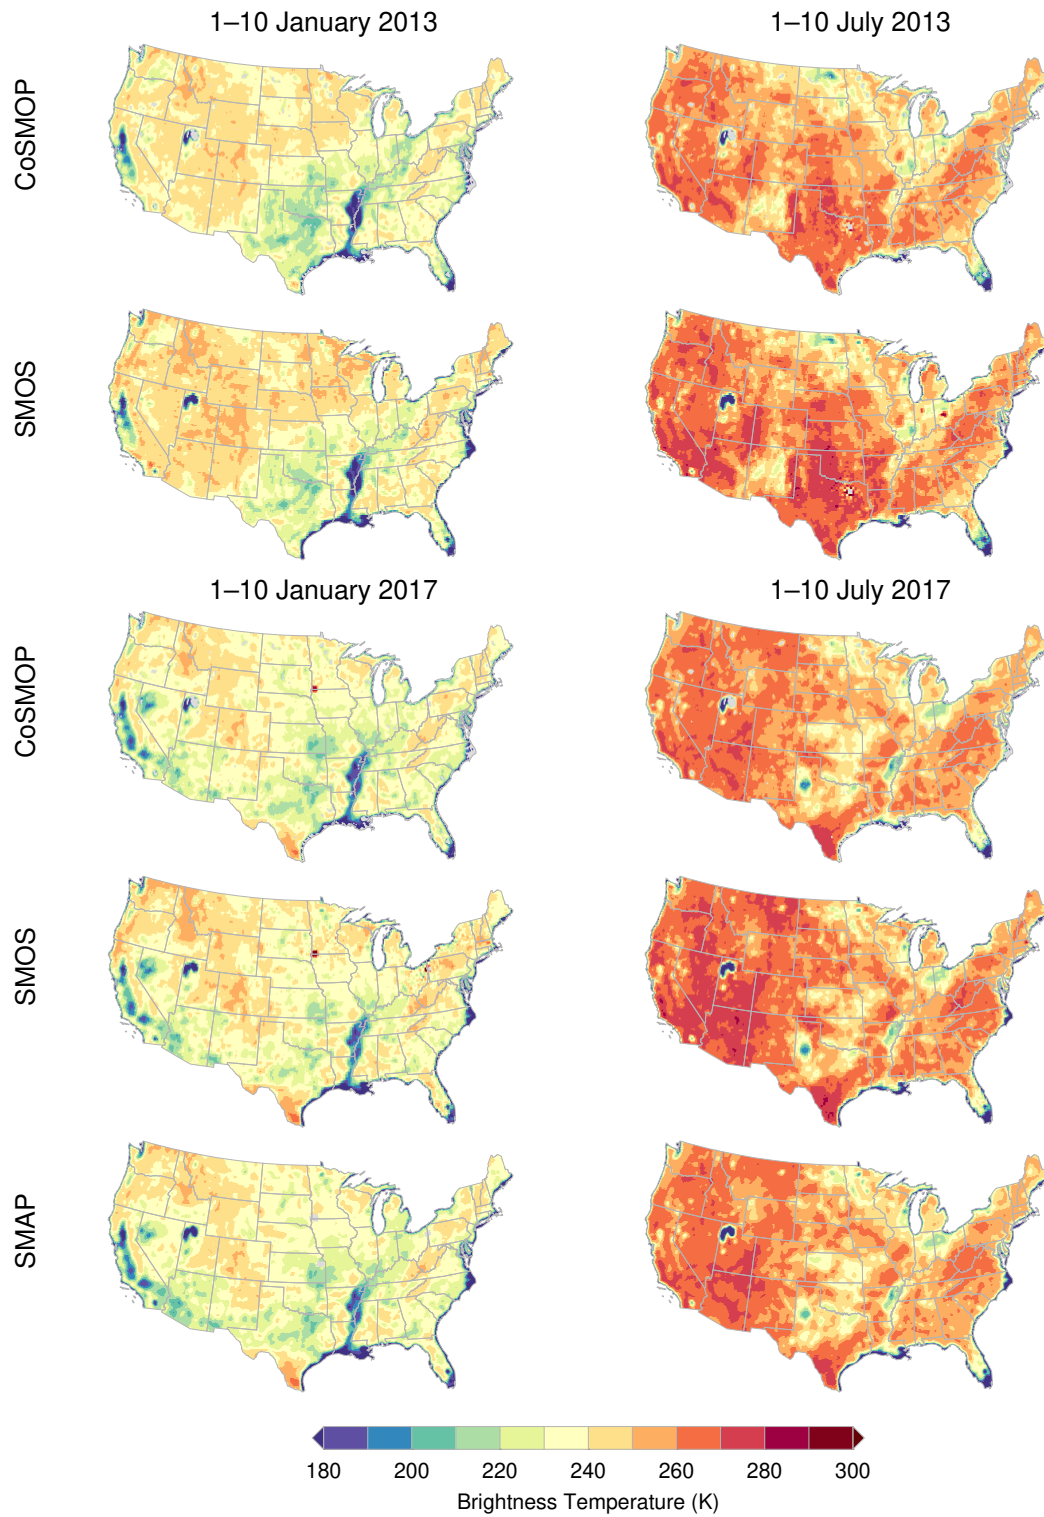 1–10 January 2013
1–10 July 2013
CoSMOP
SMOS
1–10 January 2017
1–10 July 2017
CoSMOP
SMOS
SMAP
180 200 220 240 260 280 300
Brightness Temperature (K)